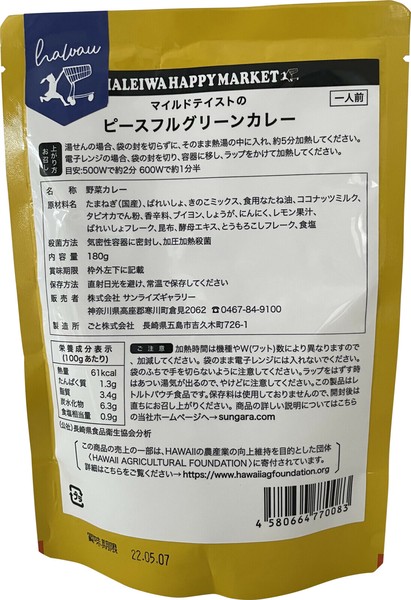 hawau
HALEIWA HAPPY MARKET
マイルドテイストの
一人前
ピースフルグリーンカレー
お召し上がり方
湯せんの場合、袋の封を切らずに、そのまま熱湯の中に入れ、約5分加熱してください。
電子レンジの場合、袋の封を切り、容器に移し、ラップをかけて加熱してください。
目安:500Wで約2分 600Wで約1分半
名 称 野菜カレー
原材料名 たまねぎ(国産)、ばれいしょ、きのこミックス、食用なたね油、ココナッツミルク、
タピオカでん粉、香辛料、ブイヨン、しょうが、にんにく、レモン果汁、
ばれいしょフレーク、昆布、酵母エキス、とうもろこしフレーク、食塩
殺菌方法 気密性容器に密封し、加圧加熱殺菌
内 容 量 180g
賞味期限 枠外左下に記載
保存方法 直射日光を避け、常温で保存してください
販 売 者 株式会社 サンライズギャラリー
神奈川県高座郡寒川町倉見2062 ☎0467-84-9100
製 造 所 ごと株式会社 長崎県五島市吉久木町726-1
栄養成分表示
(100gあたり)
熱量 61kcal
たんぱく質 1.3g
脂質 3.4g
炭水化物 6.3g
食塩相当量 0.9g
(公社)長崎県食品衛生協会分析
ご注意 加熱時間は機種やW(ワット)数により異なりますので
、加減してください。袋のまま電子レンジには入れないでくださ
い。袋のふちで手を切らないように注意してください。ラップをはずす時
はあつい湯気が出るので、やけどに注意してください。この製品はレ
トルトパウチ食品です。保存料は使用しておりませんので、開封後は
直ちにお召し上がりください。 商品の詳しい説明についてはこちら
の当社ホームページへ→sungara.com
この商品の売上の一部は、HAWAIIの農産業の向上維持を目的とした団体
〈HAWAII AGRICULTURAL FOUNDATION〉に寄付されています。
詳細はこちらをご覧ください→https://www.hawaiiagfoundation.org
4 580664 770083
賞味期限 22.05.07